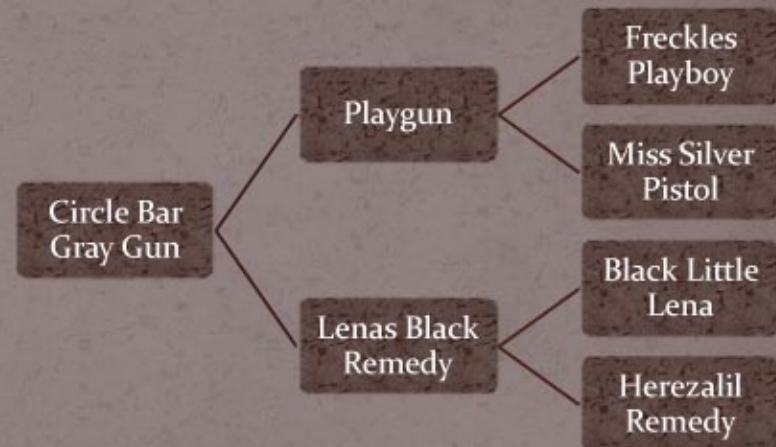 Circle Bar
Gray Gun
Playgun
Lenas Black
Remedy
Freckles
Playboy
Miss Silver
Pistol
Black Little
Lena
Herezalil
Remedy